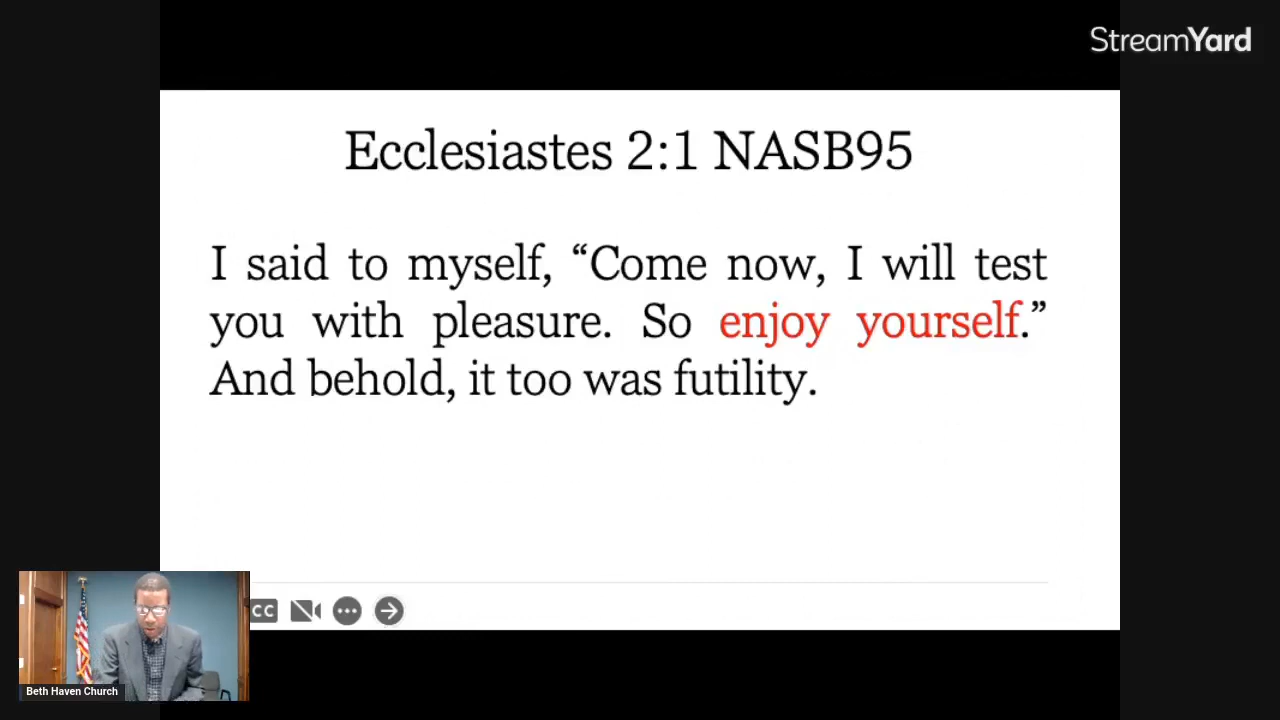 StreamYard
Ecclesiastes 2:1 NASB95
I said to myself, “Come now, I will test
you with pleasure. So enjoy yourself.”
And behold, it too was futility.
CC
Beth Haven Church